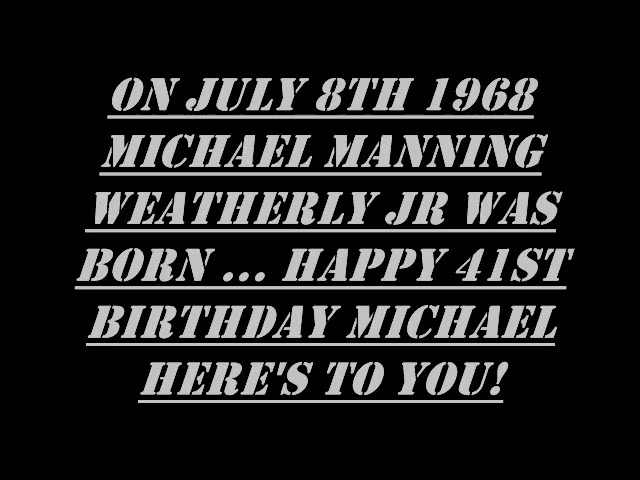 ON JULY 8TH 1968
MICHAEL MANNING
WEATHERLY JR WAS
BORN ... HAPPY 41ST
BIRTHDAY MICHAEL
HERE'S TO YOU!